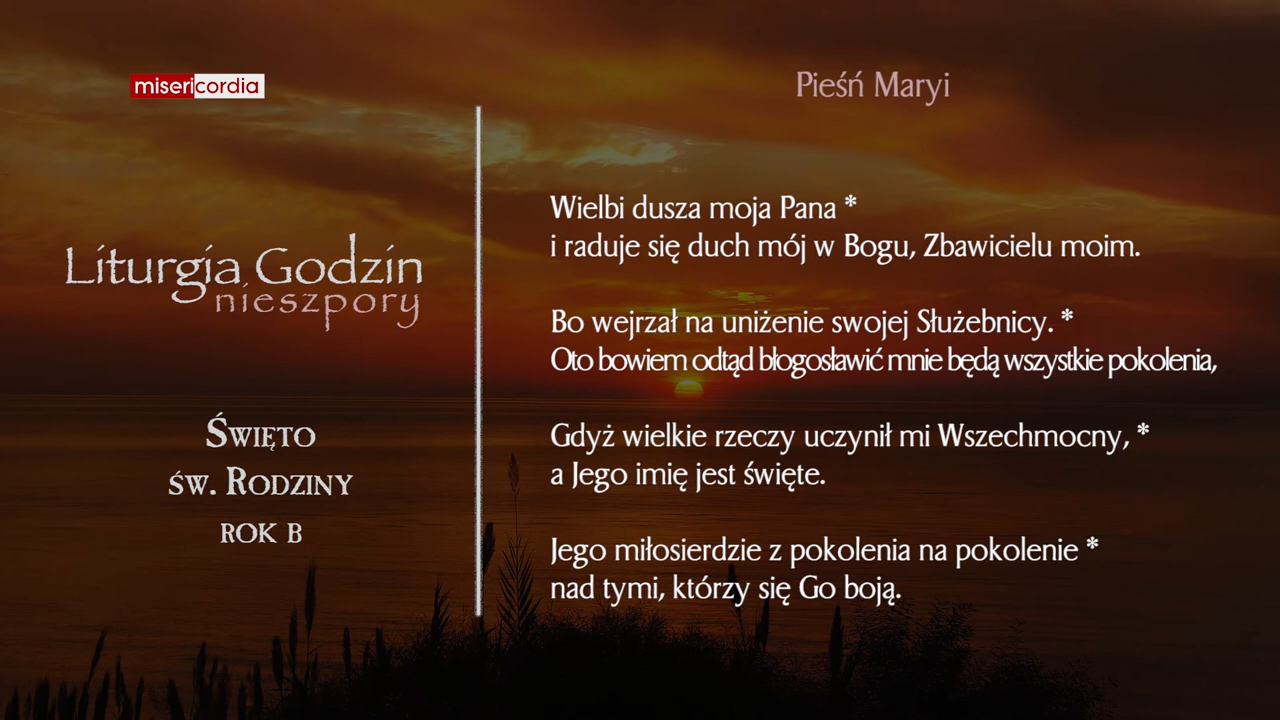 misericordia
Liturgia Godzin
nieszpory
Święto
św. Rodziny
rok B
Pieśń Maryi
Wielbi dusza moja Pana *
i raduje się duch mój w Bogu, Zbawicielu moim.
Bo wejrzał na uniżenie swojej Służebnicy. *
Oto bowiem odtąd błogosławić mnie będą wszystkie pokolenia,
Gdyż wielkie rzeczy uczynił mi Wszechmocny, *
a Jego imię jest święte.
Jego miłosierdzie z pokolenia na pokolenie *
nad tymi, którzy się Go boją.